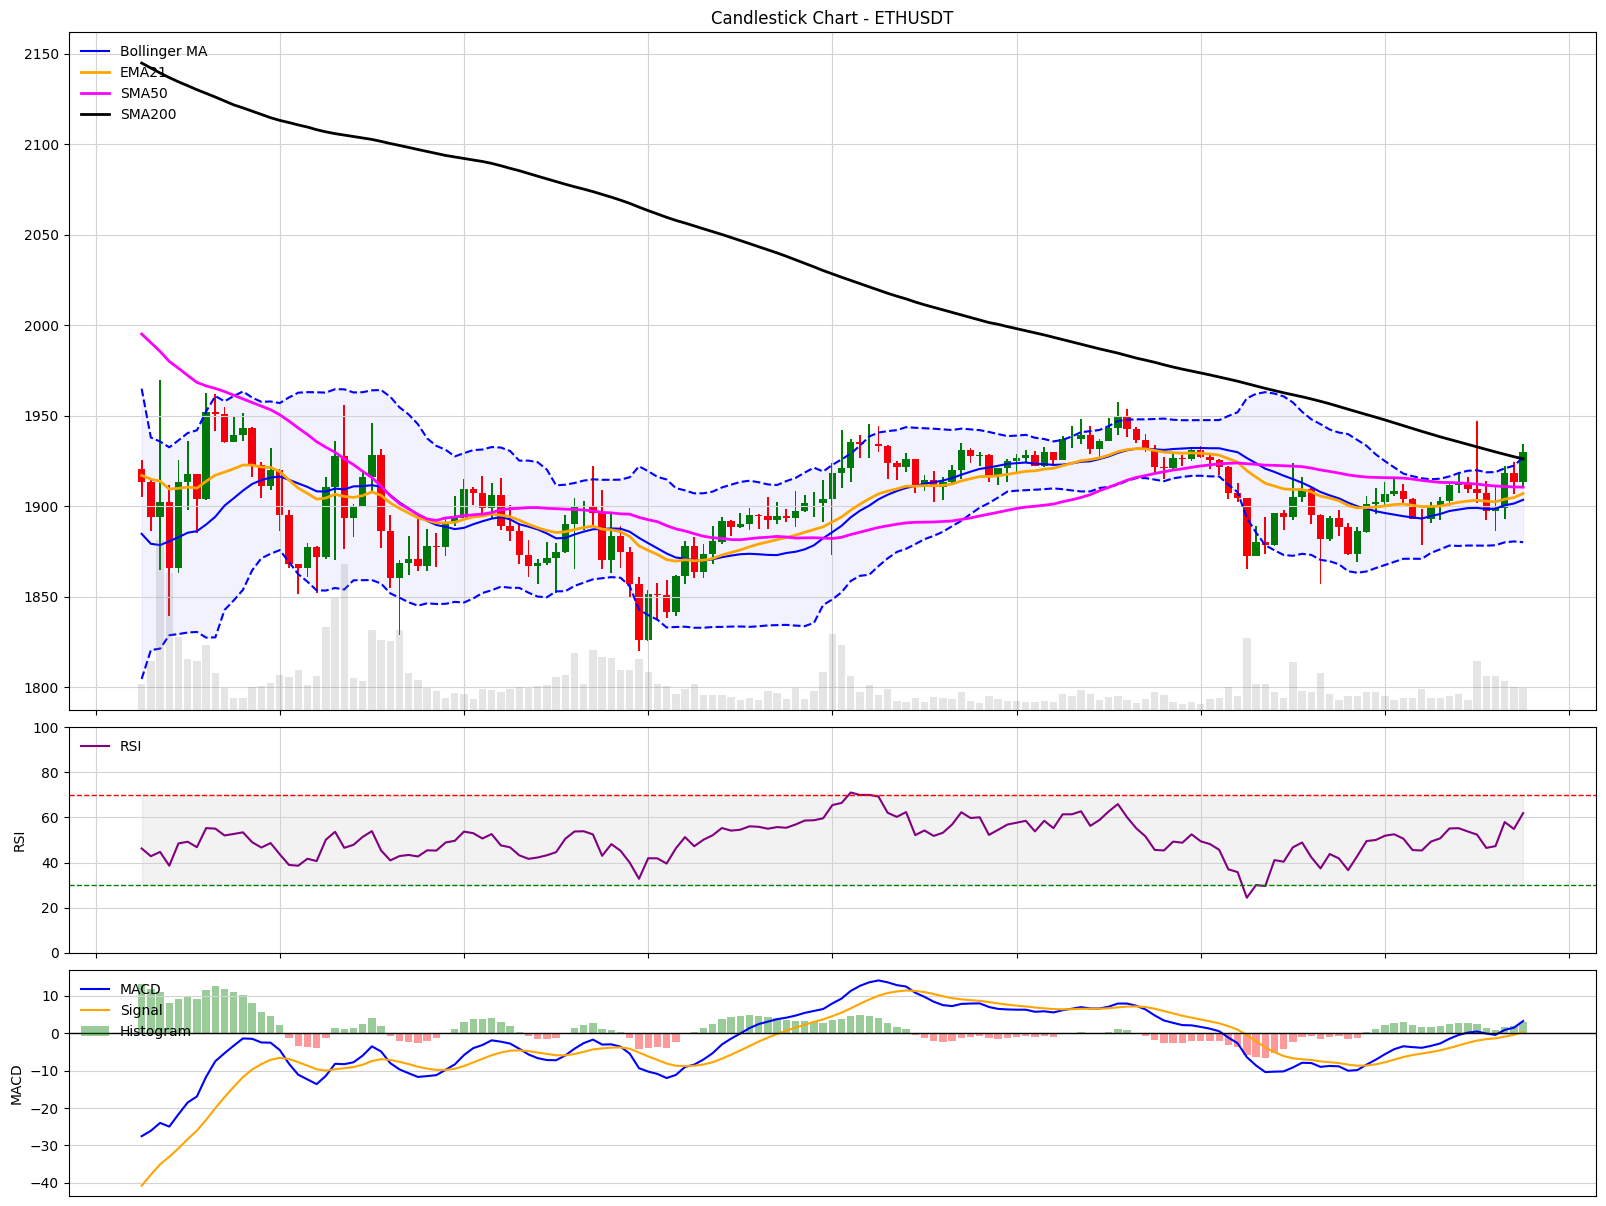 Candlestick Chart - ETHUSDT
2150
2100
2050
2000
1950
1900
1850
1800
Bollinger MA
EMA21
SMA50
SMA200
RSI
100
80
60
40
20
0
RSI
MACD
10
0
−10
−20
−30
−40
MACD
Signal
Histogram